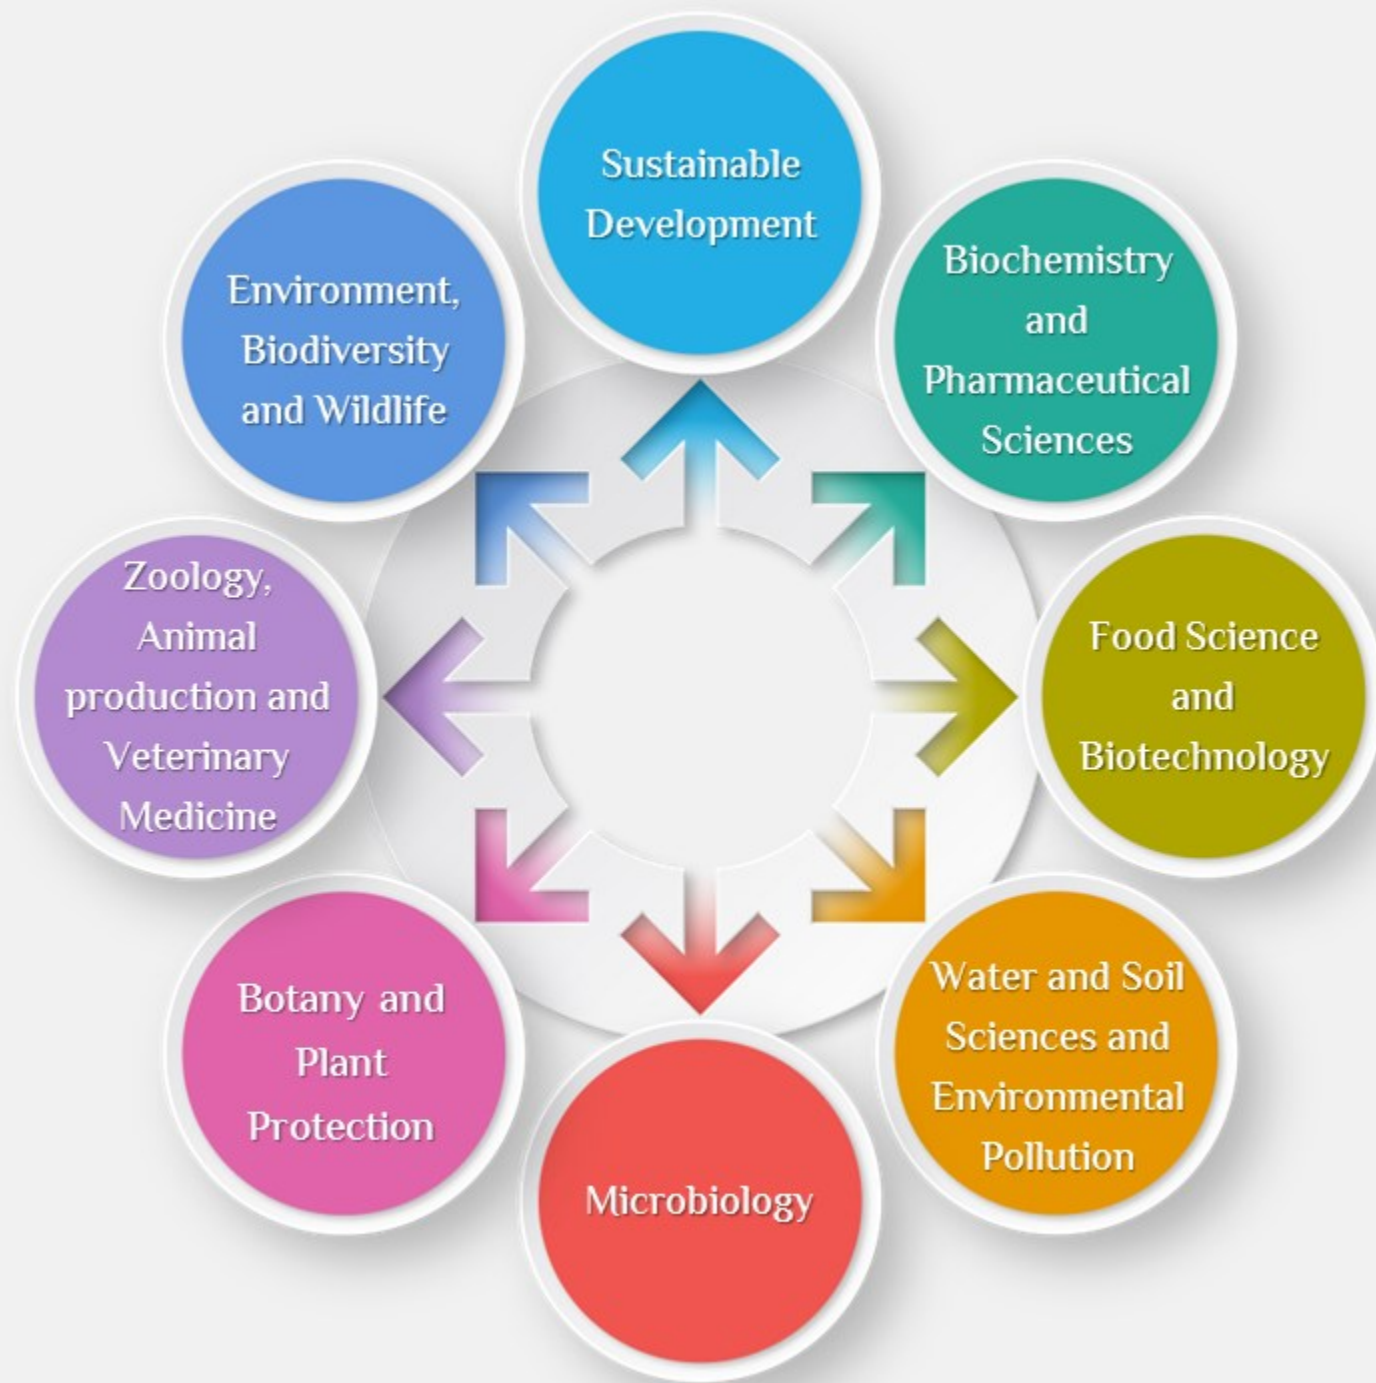 Sustainable
Development
Biochemistry
and
Pharmaceutical
Sciences
Food Science
and
Biotechnology
Water and Soil
Sciences and
Environmental
Pollution
Microbiology
Botany and
Plant
Protection
Zoology,
Animal
production and
Veterinary
Medicine
Environment,
Biodiversity
and Wildlife